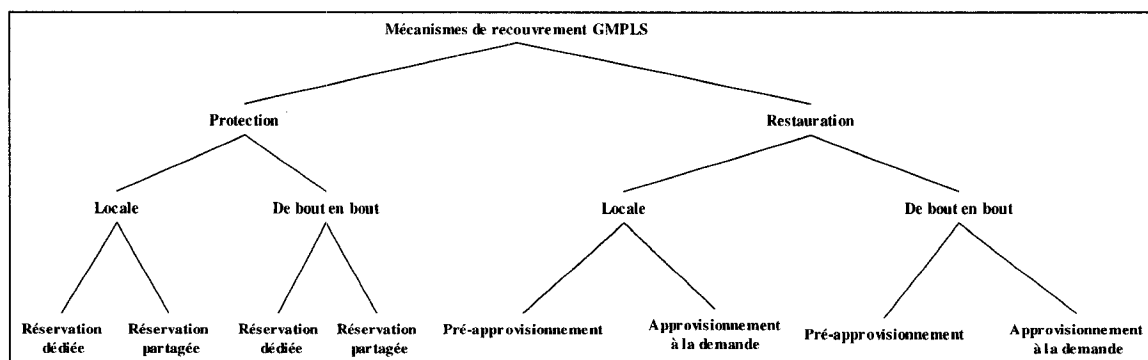 Mécanismes de recouvrement GMPLS
Protection
Restauration
Locale
De bout en bout
Locale
De bout en bout
Réservation
dédiée
Réservation
partagée
Réservation
dédiée
Réservation
partagée
Pré-approvisionnement
Approvisionnement
à la demande
Pré-approvisionnement
Approvisionnement
à la demande